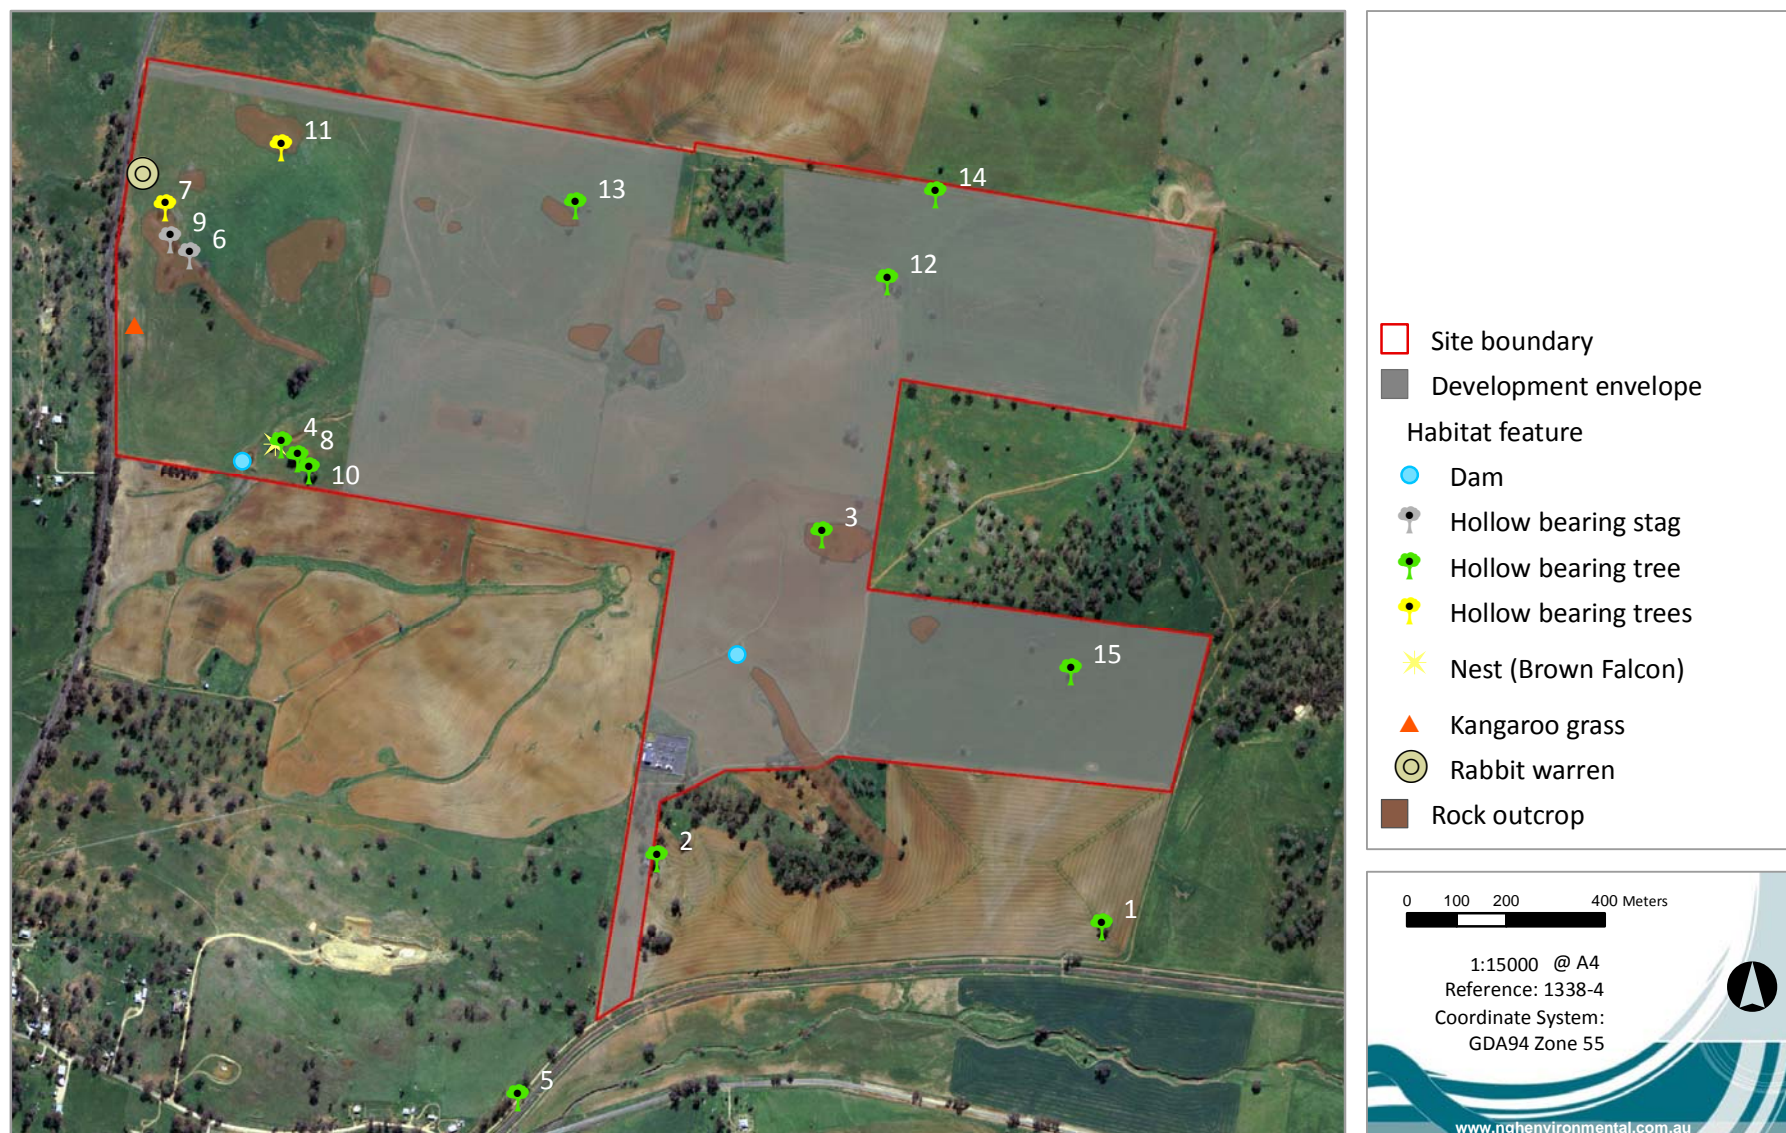 11
7
9
6
13
14
12
4
8
10
3
15
2
1
5
Site boundary
Development envelope
Habitat feature
Dam
Hollow bearing stag
Hollow bearing tree
Hollow bearing trees
Nest (Brown Falcon)
Kangaroo grass
Rabbit warren
Rock outcrop
0 100 200 400 Meters
1:15000 @ A4
Reference: 1338-4
Coordinate System:
GDA94 Zone 55
www.nghenvironmental.com.au